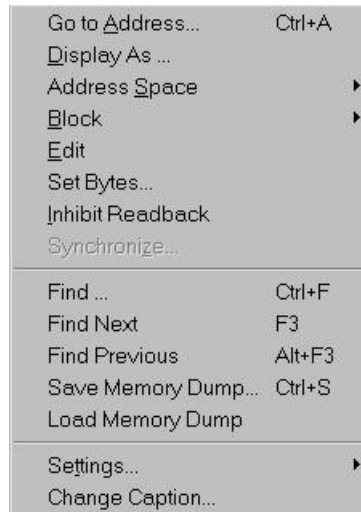 Go to Address... Ctrl+A
Display As ...
Address Space
Block
Edit
Set Bytes...
Inhibit Readback
Synchronize...
Find ... Ctrl+F
Find Next F3
Find Previous Alt+F3
Save Memory Dump... Ctrl+S
Load Memory Dump
Settings...
Change Caption...